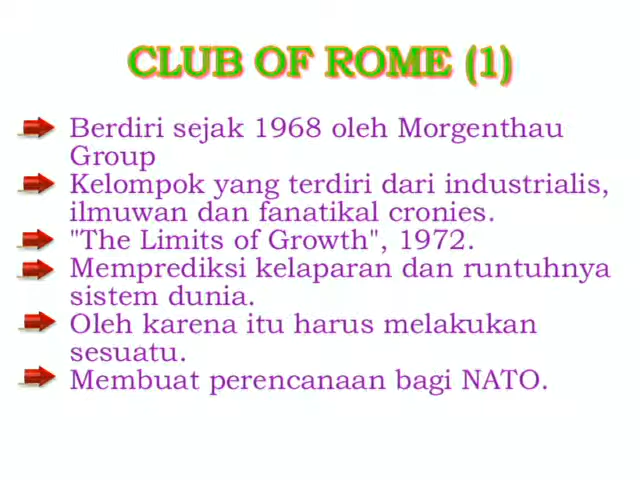 CLUB OF ROME (1)
Berdiri sejak 1968 oleh Morgenthau
Group
Kelompok yang terdiri dari industrialis,
ilmuwan dan fanatikal cronies.
"The Limits of Growth", 1972.
Memprediksi kelaparan dan runtuhnya
sistem dunia.
Oleh karena itu harus melakukan
sesuatu.
Membuat perencanaan bagi NATO.